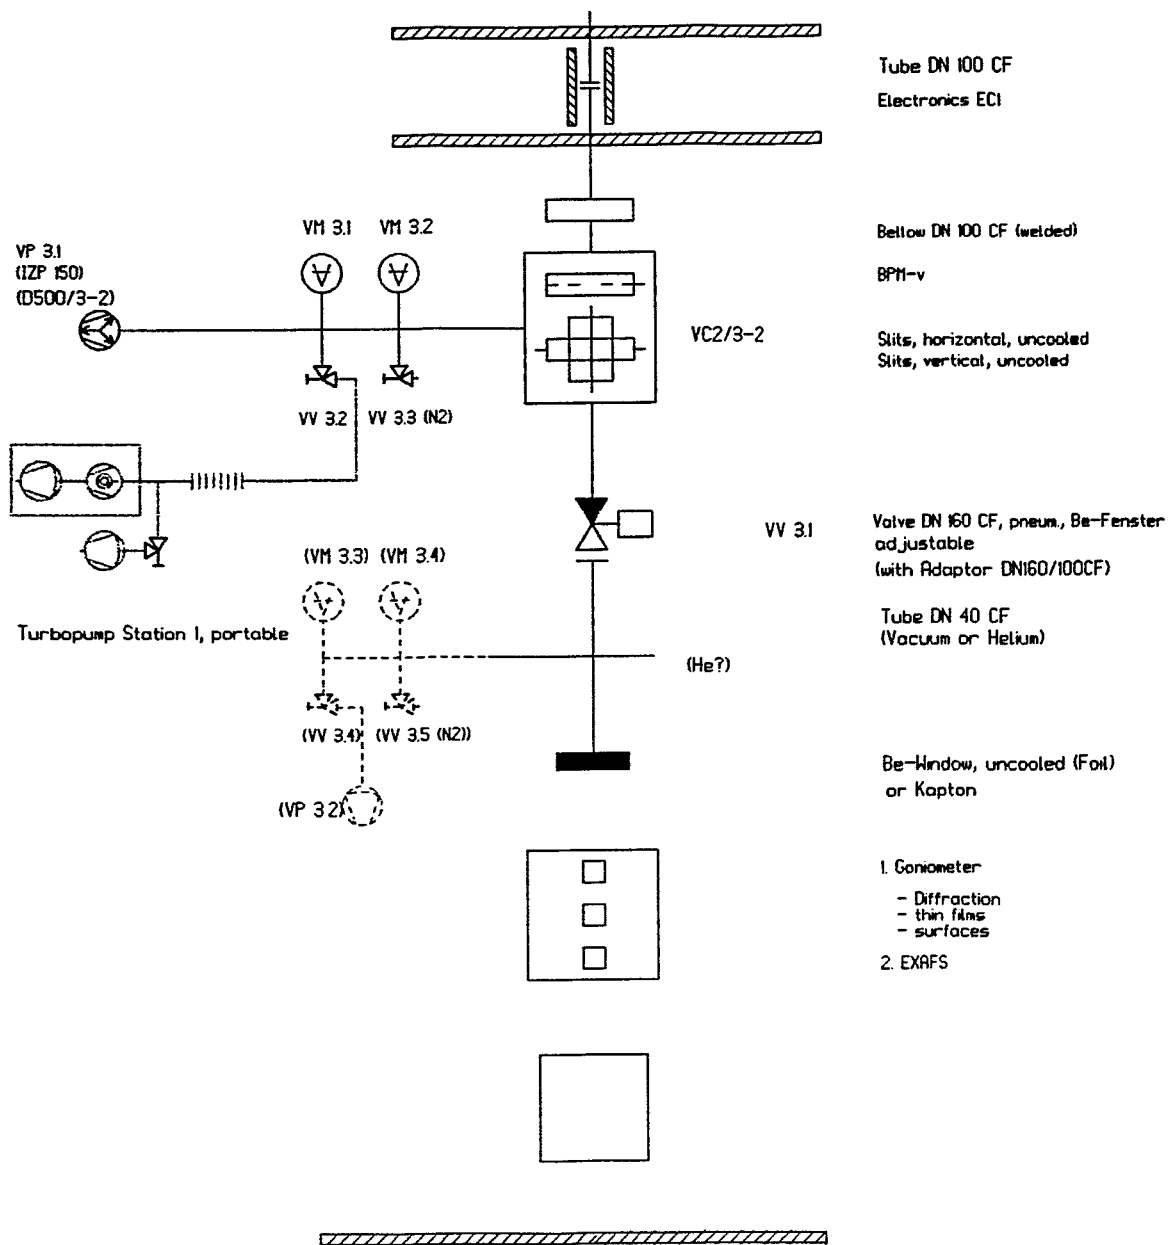 Tube DN 100 CF
Electronics ECI
VM 3.1
VM 3.2
Bellow DN 100 CF (welded)
VP 3.1
(IZP 150)
(D500/3-2)
BPM-v
VC2/3-2
Slits, horizontal, uncooled
Slits, vertical, uncooled
VV 3.2
VV 3.3 (N2)
VV 3.1
Valve DN 160 CF, pneum., Be-Fenster
adjustable
(with Adaptor DN160/100CF)
(VM 3.3)
(VM 3.4)
Turbopump Station 1, portable
Tube DN 40 CF
(Vacuum or Helium)
(He?)
(VV 3.4)
(VV 3.5 (N2))
Be-Window, uncooled (Foil)
or Kapton
(VP 3.2)
1. Goniometer
- Diffraction
- thin films
- surfaces
2. EXAFS